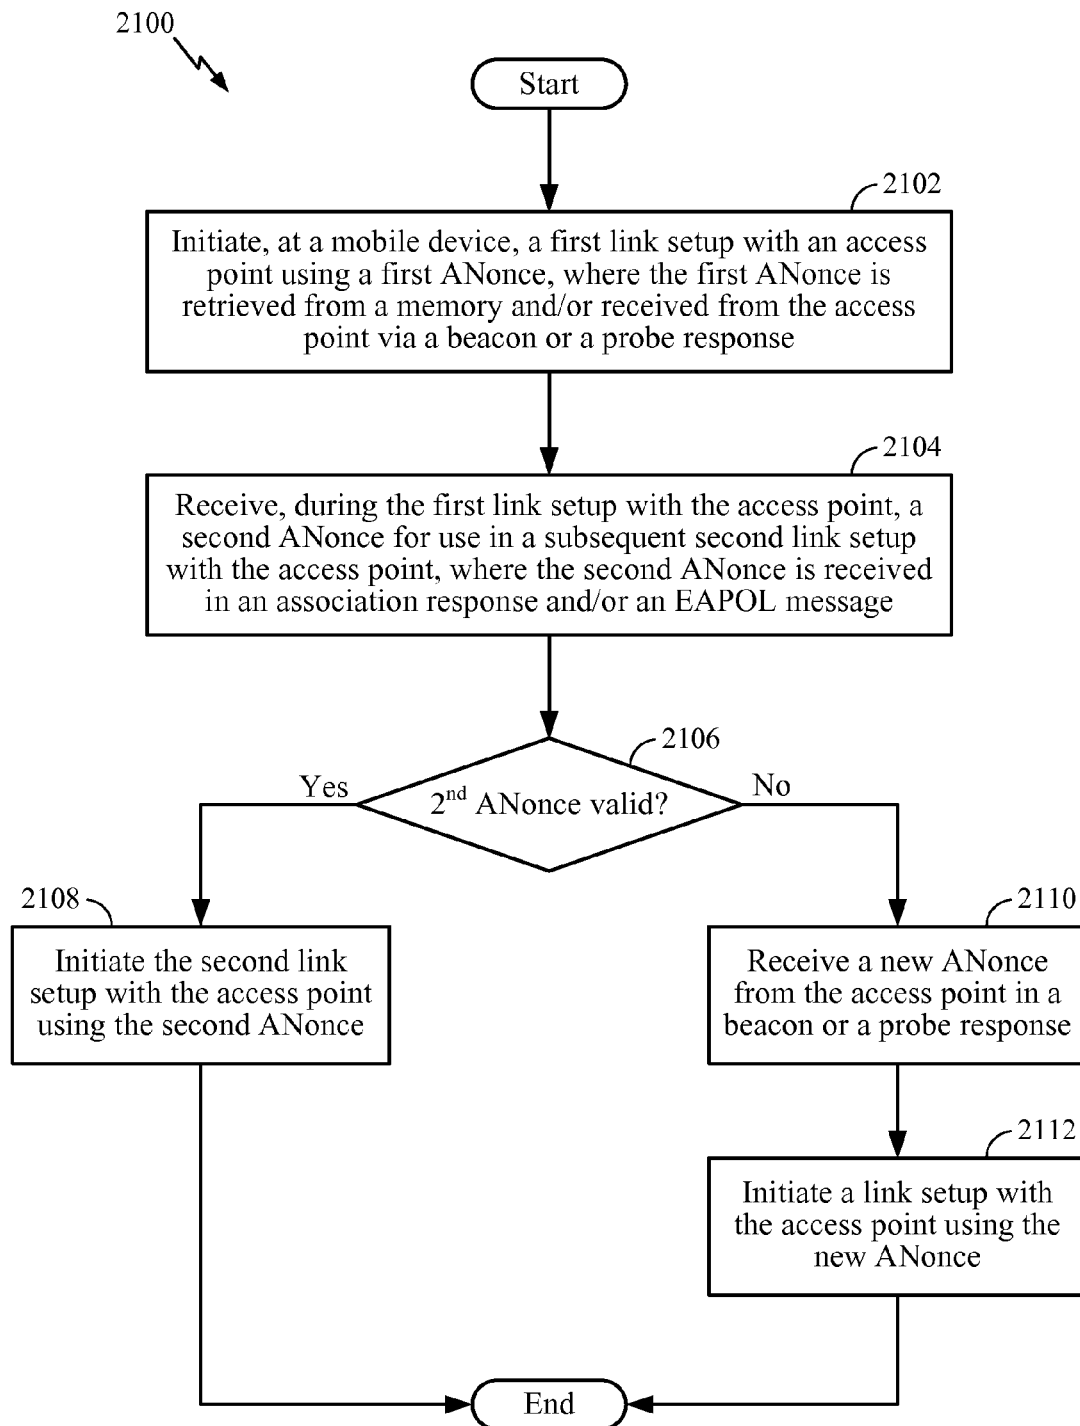 2100
Start
2102
Initiate, at a mobile device, a first link setup with an access
point using a first ANonce, where the first ANonce is
retrieved from a memory and/or received from the access
point via a beacon or a probe response
2104
Receive, during the first link setup with the access point, a
second ANonce for use in a subsequent second link setup
with the access point, where the second ANonce is received
in an association response and/or an EAPOL message
2106
Yes
2nd ANonce valid?
No
2108
Initiate the second link
setup with the access point
using the second ANonce
2110
Receive a new ANonce
from the access point in a
beacon or a probe response
2112
Initiate a link setup with
the access point using the
new ANonce
End